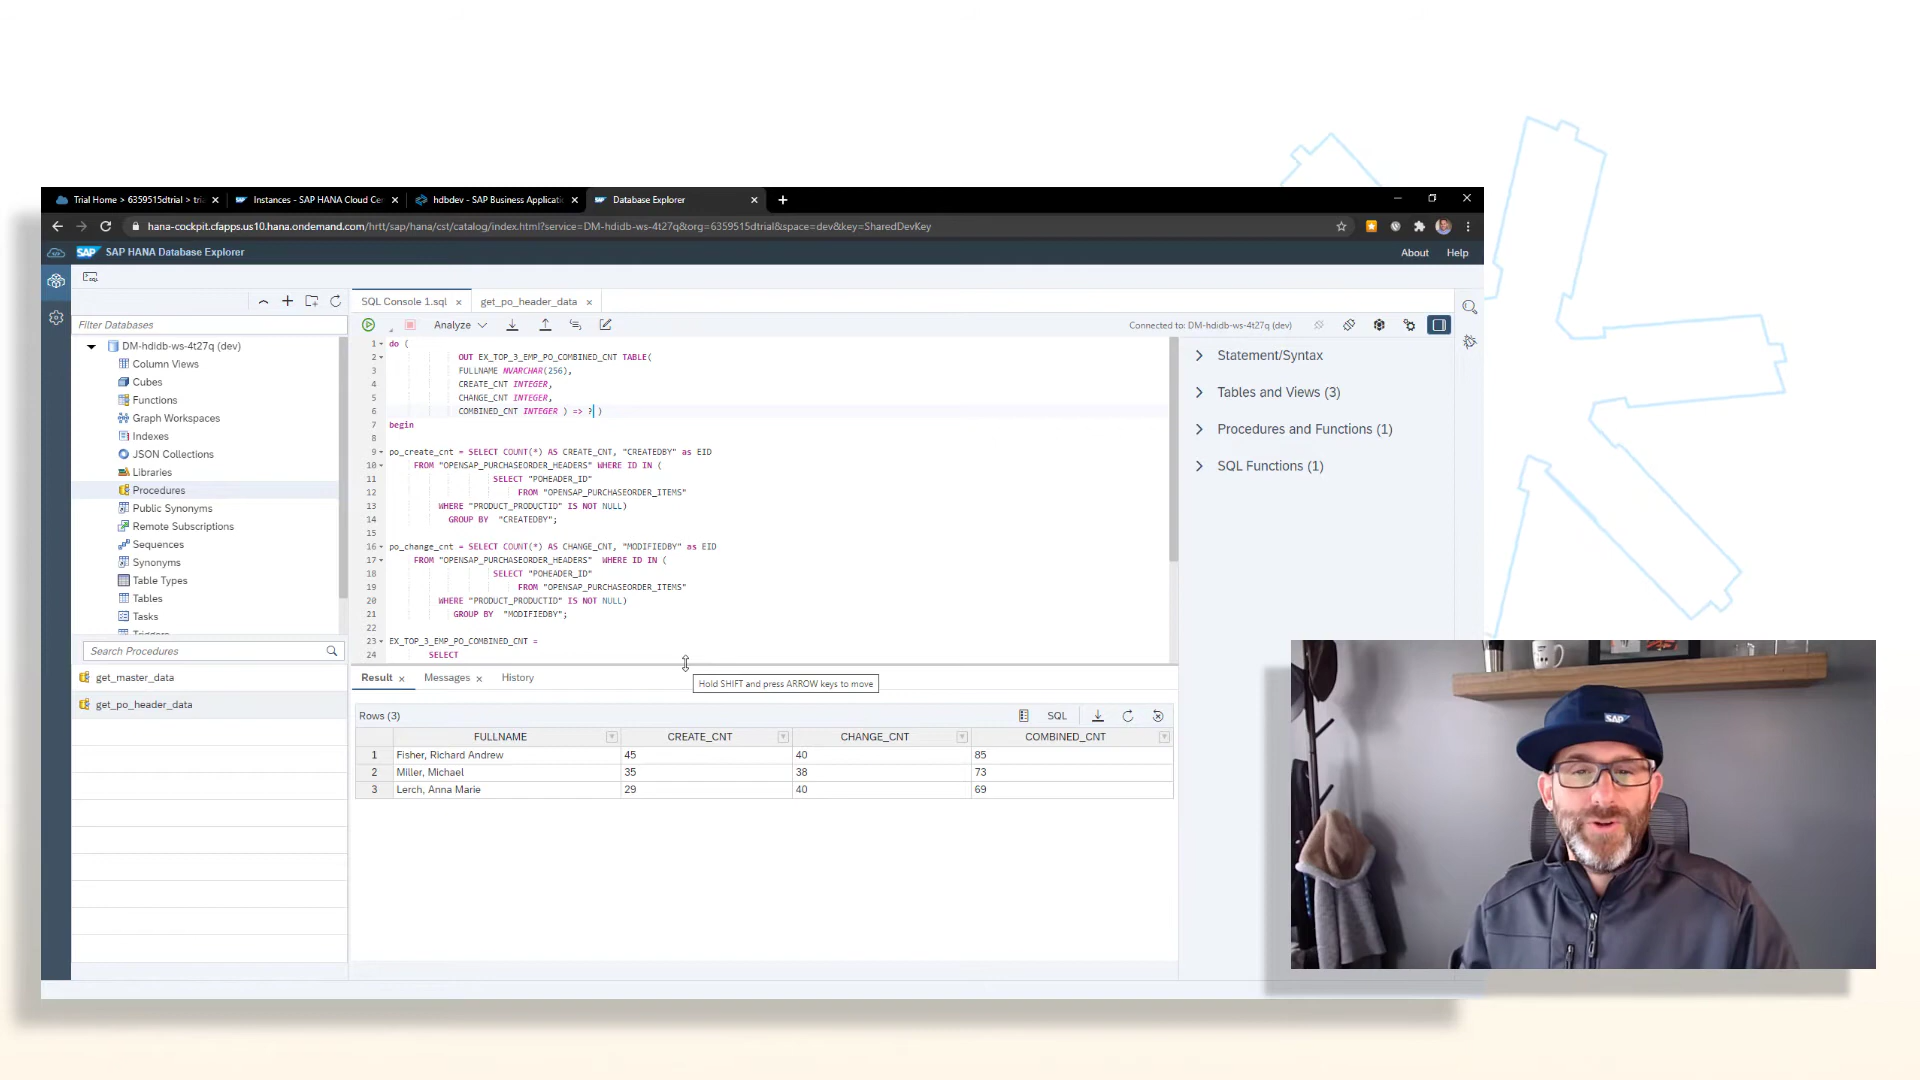 Trial Home > 6359515dtrial > tri
Instances - SAP HANA Cloud Ce
hdbdev - SAP Business Applicati
Database Explorer
hana-cockpit.cfapps.us10.hana.ondemand.com/hrtt/sap/hana/cst/catalog/index.html?service=DM-hdidb-ws-4t27q&org=6359515dtrial&space=dev&key=SharedDevKey
SAP SAP HANA Database Explorer
About Help
SQL Console 1.sql
get_po_header_data
Filter Databases
Analyze
Connected to: DM-hdidb-ws-4t27q (dev)
DM-hdidb-ws-4t27q (dev)
Column Views
Cubes
Functions
Graph Workspaces
Indexes
JSON Collections
Libraries
Procedures
Public Synonyms
Remote Subscriptions
Sequences
Synonyms
Table Types
Tables
Tasks
Triggers
Search Procedures
get_master_data
get_po_header_data
1 do (
2 OUT EX_TOP_3_EMP_PO_COMBINED_CNT TABLE(
3 FULLNAME NVARCHAR(256),
4 CREATE_CNT INTEGER,
5 CHANGE_CNT INTEGER,
6 COMBINED_CNT INTEGER ) => ? )
7 begin
8
9 po_create_cnt = SELECT COUNT(*) AS CREATE_CNT, "CREATEDBY" as EID
10 FROM "OPENSAP_PURCHASEORDER_HEADERS" WHERE ID IN (
11 SELECT "POHEADER_ID"
12 FROM "OPENSAP_PURCHASEORDER_ITEMS"
13 WHERE "PRODUCT_PRODUCTID" IS NOT NULL)
14 GROUP BY "CREATEDBY";
15
16 po_change_cnt = SELECT COUNT(*) AS CHANGE_CNT, "MODIFIEDBY" as EID
17 FROM "OPENSAP_PURCHASEORDER_HEADERS" WHERE ID IN (
18 SELECT "POHEADER_ID"
19 FROM "OPENSAP_PURCHASEORDER_ITEMS"
20 WHERE "PRODUCT_PRODUCTID" IS NOT NULL)
21 GROUP BY "MODIFIEDBY";
22
23 EX_TOP_3_EMP_PO_COMBINED_CNT =
24 SELECT
Statement/Syntax
Tables and Views (3)
Procedures and Functions (1)
SQL Functions (1)
Result Messages History
Hold SHIFT and press ARROW keys to move
Rows (3)
SQL
FULLNAME CREATE_CNT CHANGE_CNT COMBINED_CNT
1 Fisher, Richard Andrew 45 40 85
2 Miller, Michael 35 38 73
3 Lerch, Anna Marie 29 40 69
SAP